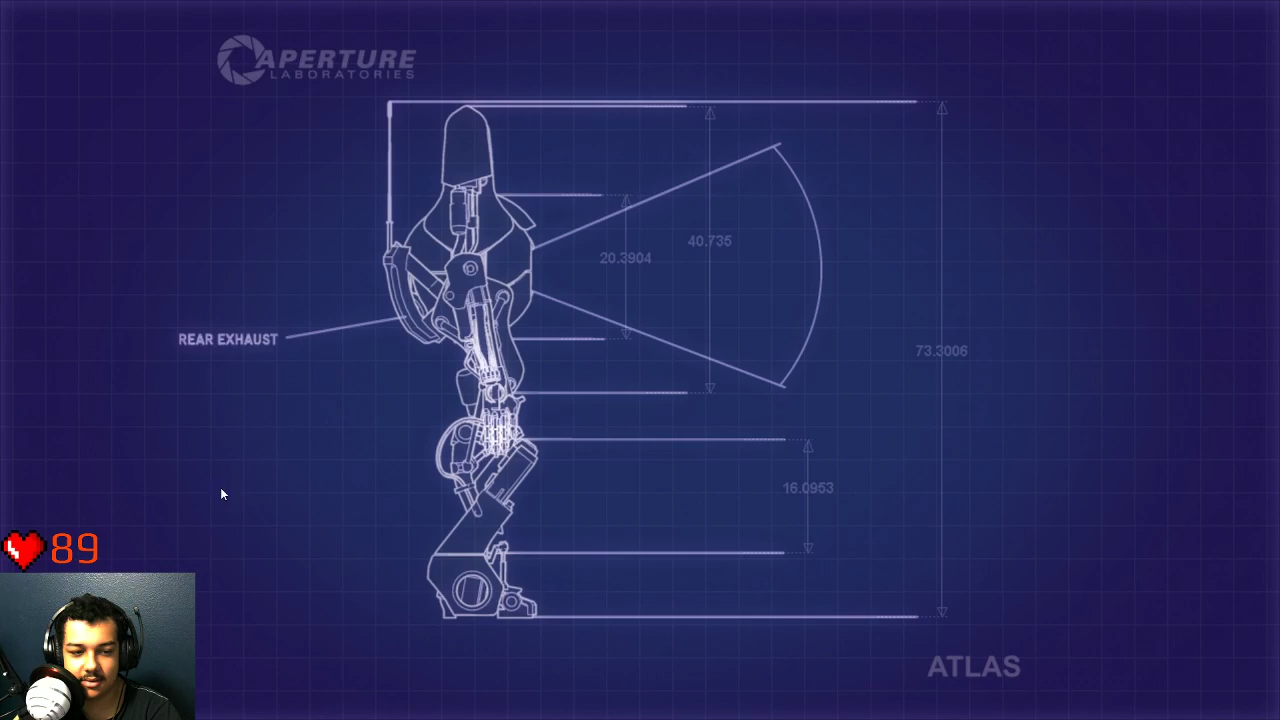 APERTURE
LABORATORIES
40.735
20.3904
REAR EXHAUST
73.3006
16.0953
89
ATLAS